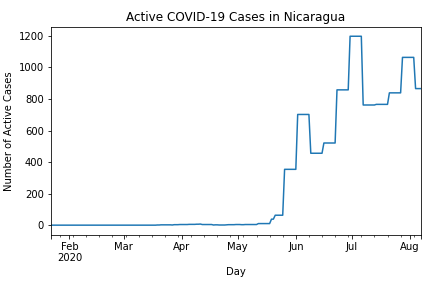 Active COVID-19 Cases in Nicaragua
Number of Active Cases
1200
1000
800
600
400
200
0
Feb Mar Apr May Jun Jul Aug
2020
Day